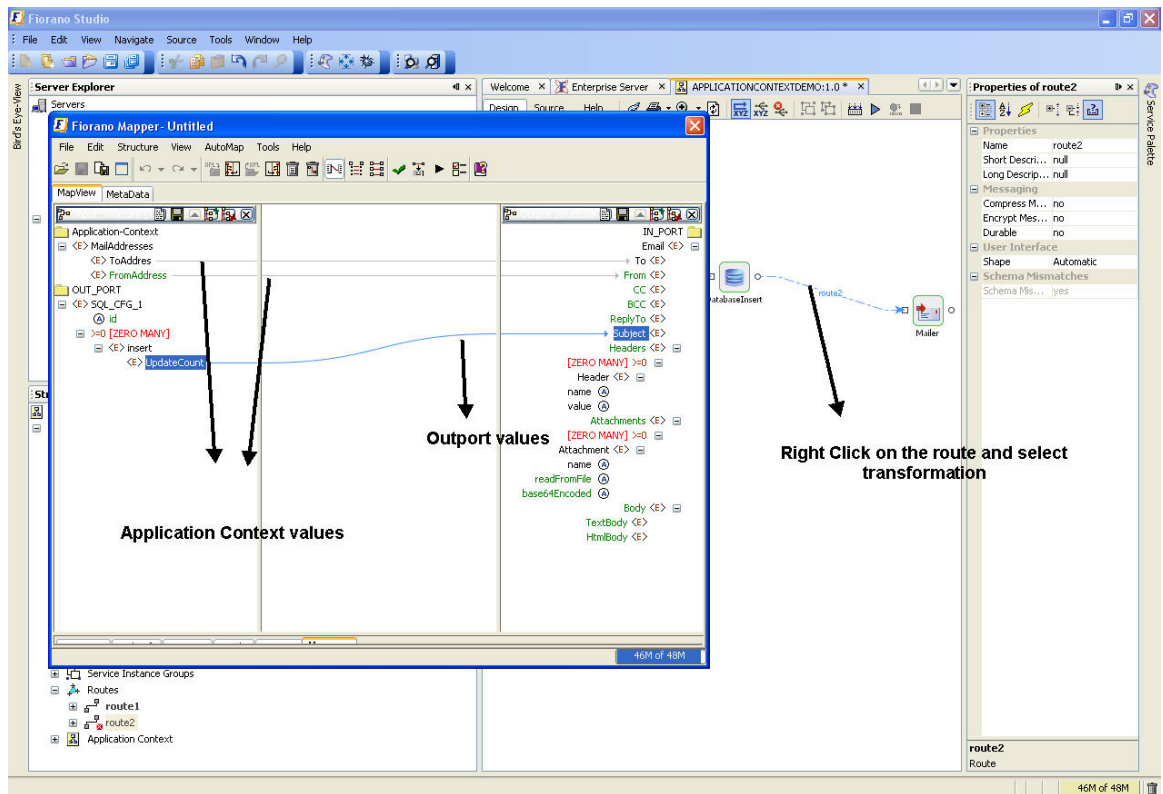 Fiorano Studio
File Edit View Navigate Source Tools Window Help
Bird's Eye-View
Server Explorer
Servers
Welcome
Enterprise Server
APPLICATIONCONTEXTDEMO:1.0 *
Design Source Help
Fiorano Mapper- Untitled
File Edit Structure View AutoMap Tools Help
MapView MetaData
Application-Context
<E> MailAddresses
<E> ToAddres
<E> FromAddress
OUT_PORT
<E> SQL_CFG_1
(A) id
>=0 [ZERO MANY]
<E> insert
<E> UpdateCount
IN_PORT
Email <E>
To <E>
From <E>
CC <E>
BCC <E>
ReplyTo <E>
Subject <E>
Headers <E>
[ZERO MANY] >=0
Header <E>
name (A)
value (A)
Attachments <E>
[ZERO MANY] >=0
Attachment <E>
name (A)
readFromFile (A)
base64Encoded (A)
Body <E>
TextBody <E>
HtmlBody <E>
Application Context values
Outport values
46M of 48M
atabaseInsert
route2
Mailer
Right Click on the route and select
transformation
Service Instance Groups
Routes
route1
route2
Application Context
Properties of route2
Properties
Name route2
Short Descri... null
Long Descrip... null
Messaging
Compress M... no
Encrypt Mes... no
Durable no
User Interface
Shape Automatic
Schema Mismatches
Schema Mis... yes
route2
Route
Service Palette
46M of 48M